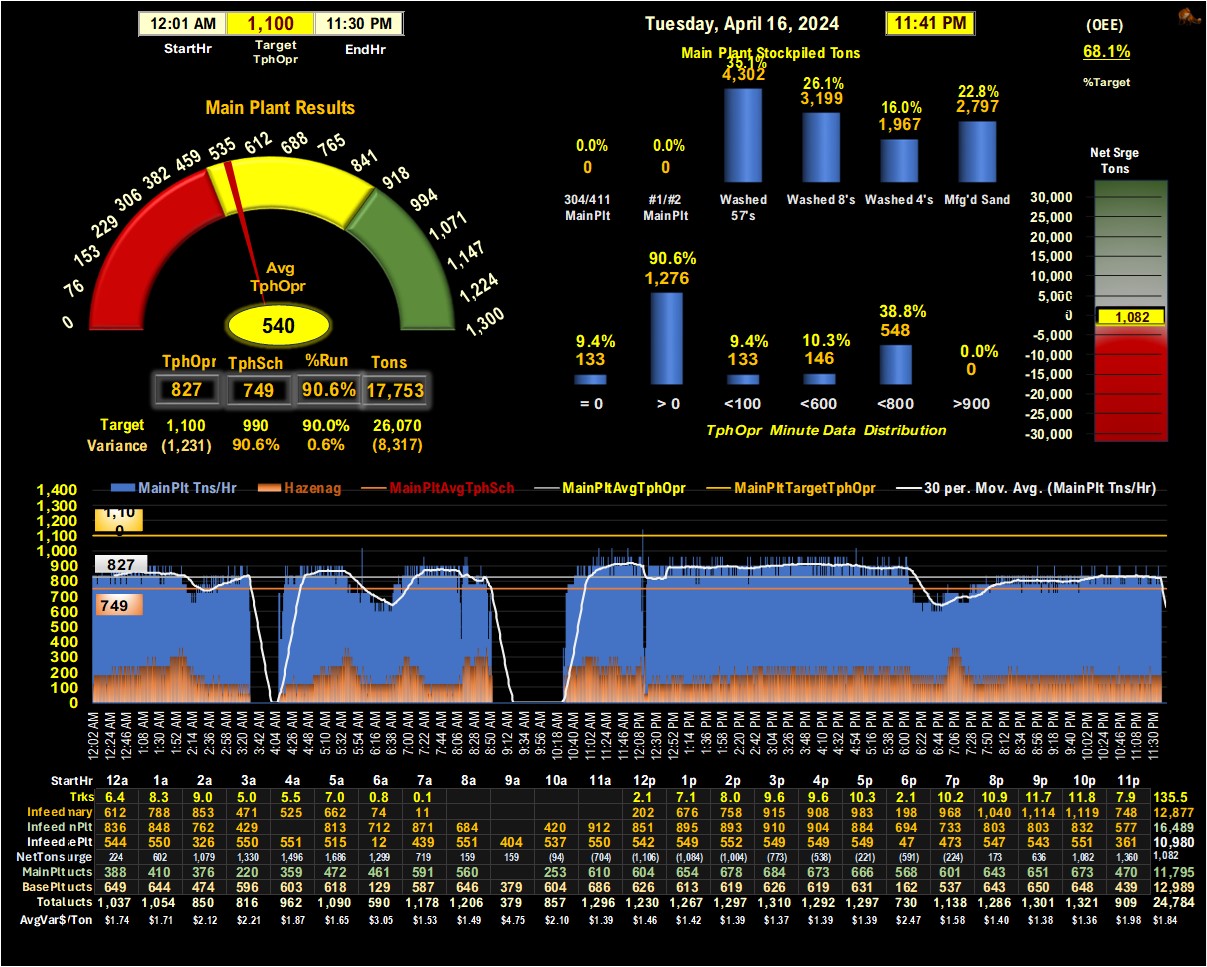 12:01 AM 1,100 11:30 PM
StartHr Target TphOpr EndHr
Tuesday, April 16, 2024 11:41 PM
(OEE)
68.1%
%Target
Main Plant Stockpiled Tons
35.1% 26.1% 16.0% 22.8%
4,302 3,199 1,967 2,797
0.0% 0.0%
0 0
304/411 MainPlt #1/#2 MainPlt Washed 57's Washed 8's Washed 4's Mfg'd Sand
Main Plant Results
0 76 153 229 306 382 459 535 612 688 765 841 918 994 1,071 1,147 1,224 1,300
Avg
TphOpr
540
TphOpr TphSch %Run Tons
827 749 90.6% 17,753
Target 1,100 990 90.0% 26,070
Variance (1,231) 90.6% 0.6% (8,317)
9.4% 90.6% 9.4% 10.3% 38.8% 0.0%
133 1,276 133 146 548 0
= 0 > 0 <100 <600 <800 >900
TphOpr Minute Data Distribution
Net Srge
Tons
30,000
25,000
20,000
15,000
10,000
5,000
0
1,082
-5,000
-10,000
-15,000
-20,000
-25,000
-30,000
MainPlt Tns/Hr Hazenag MainPltAvgTphSch MainPltAvgTphOpr MainPltTargetTphOpr 30 per. Mov. Avg. (MainPlt Tns/Hr)
1,400
1,300
1,200
1,100
1,000
900
800
700
600
500
400
300
200
100
0
1,100
827
749
12:02 AM 12:24 AM 12:46 AM 1:08 AM 1:30 AM 1:52 AM 2:14 AM 2:36 AM 2:58 AM 3:20 AM 3:42 AM 4:04 AM 4:26 AM 4:48 AM 5:10 AM 5:32 AM 5:54 AM 6:16 AM 6:38 AM 7:00 AM 7:22 AM 7:44 AM 8:06 AM 8:28 AM 8:50 AM 9:12 AM 9:34 AM 9:56 AM 10:18 AM 10:40 AM 11:02 AM 11:24 AM 11:46 AM 12:08 PM 12:30 PM 12:52 PM 1:14 PM 1:36 PM 1:58 PM 2:20 PM 2:42 PM 3:04 PM 3:26 PM 3:48 PM 4:10 PM 4:32 PM 4:54 PM 5:16 PM 5:38 PM 6:00 PM 6:22 PM 6:44 PM 7:06 PM 7:28 PM 7:50 PM 8:12 PM 8:34 PM 8:56 PM 9:18 PM 9:40 PM 10:02 PM 10:24 PM 10:46 PM 11:08 PM 11:30 PM
StartHr 12a 1a 2a 3a 4a 5a 6a 7a 8a 9a 10a 11a 12p 1p 2p 3p 4p 5p 6p 7p 8p 9p 10p 11p
Trks 6.4 8.3 9.0 5.0 5.5 7.0 0.8 0.1 2.1 7.1 8.0 9.6 9.6 10.3 2.1 10.2 10.9 11.7 11.8 7.9 135.5
Infeed mary 612 788 853 471 525 662 74 11 202 676 758 915 908 983 198 968 1,040 1,114 1,119 748 12,877
Infeed nPlt 836 848 762 429 813 712 871 684 420 912 851 895 893 910 904 884 694 733 803 803 832 577 16,489
Infeed ePlt 544 550 326 550 551 515 12 439 551 404 537 550 542 549 552 549 549 549 47 473 547 543 551 361 10,980
NetTons urge 224 602 1,079 1,330 1,496 1,686 1,299 719 159 159 (94) (704) (1,106) (1,084) (1,004) (773) (538) (221) (591) (224) 173 636 1,082 1,360 1,082
MainPlt ucts 388 410 376 220 359 472 461 591 560 253 610 604 654 678 684 673 666 568 601 643 651 673 470 11,795
BasePlt ucts 649 644 474 596 603 618 129 587 646 379 604 686 626 613 619 626 619 631 162 537 643 650 648 439 12,989
Total ucts 1,037 1,054 850 816 962 1,090 590 1,178 1,206 379 857 1,296 1,230 1,267 1,297 1,310 1,292 1,297 730 1,138 1,286 1,301 1,321 909 24,784
AvgVar$/Ton $1.74 $1.71 $2.12 $2.21 $1.87 $1.65 $3.05 $1.53 $1.49 $4.75 $2.10 $1.39 $1.46 $1.42 $1.39 $1.37 $1.39 $1.39 $2.47 $1.58 $1.40 $1.38 $1.36 $1.98 $1.84